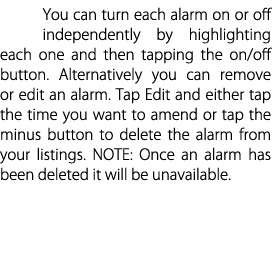 You can turn each alarm on or off
independently by highlighting
each one and then tapping the on/off
button. Alternatively you can remove
or edit an alarm. Tap Edit and either tap
the time you want to amend or tap the
minus button to delete the alarm from
your listings. NOTE: Once an alarm has
been deleted it will be unavailable.